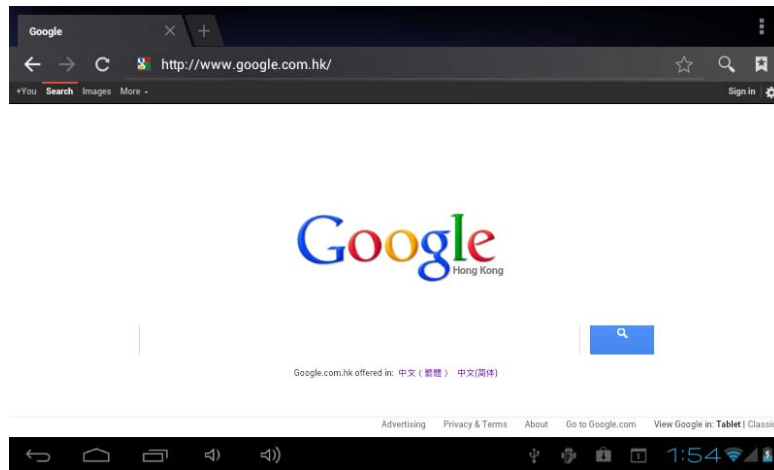 Google
http://www.google.com.hk/
+You Search Images More
Sign in
Google
Hong Kong
Google.com.hk offered in: 中文（繁體） 中文(简体)
Advertising Privacy & Terms About Go to Google.com View Google in: Tablet | Classic
1:54